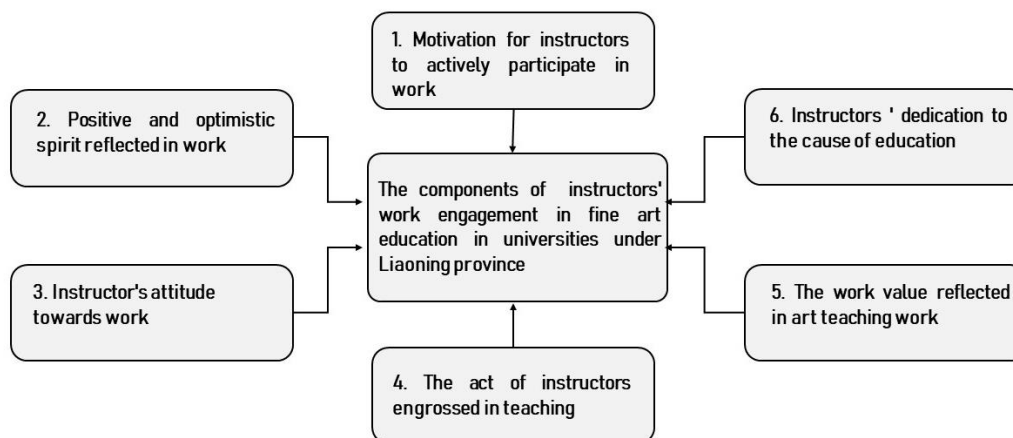 1. Motivation for instructors
to actively participate in
work
2. Positive and optimistic
spirit reflected in work
6. Instructors ' dedication to
the cause of education
The components of instructors'
work engagement in fine art
education in universities under
Liaoning province
3. Instructor's attitude
towards work
5. The work value reflected
in art teaching work
4. The act of instructors
engrossed in teaching